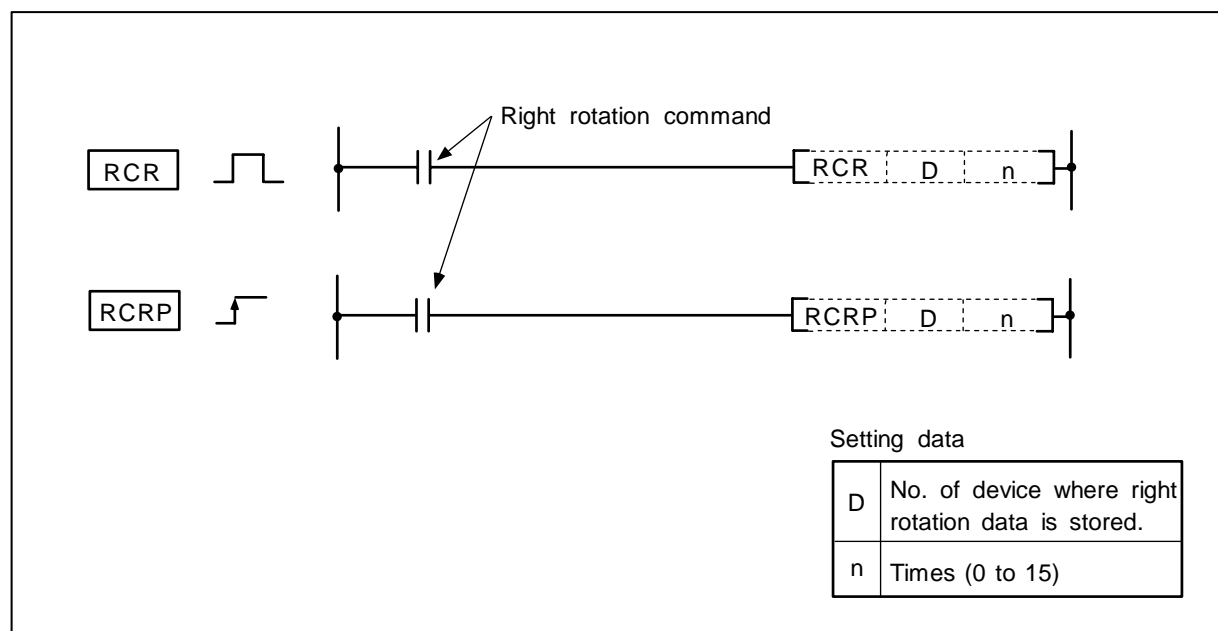 Right rotation command
RCR
RCR D n
RCRP
RCRP D n
Setting data
D No. of device where right
rotation data is stored.
n Times (0 to 15)